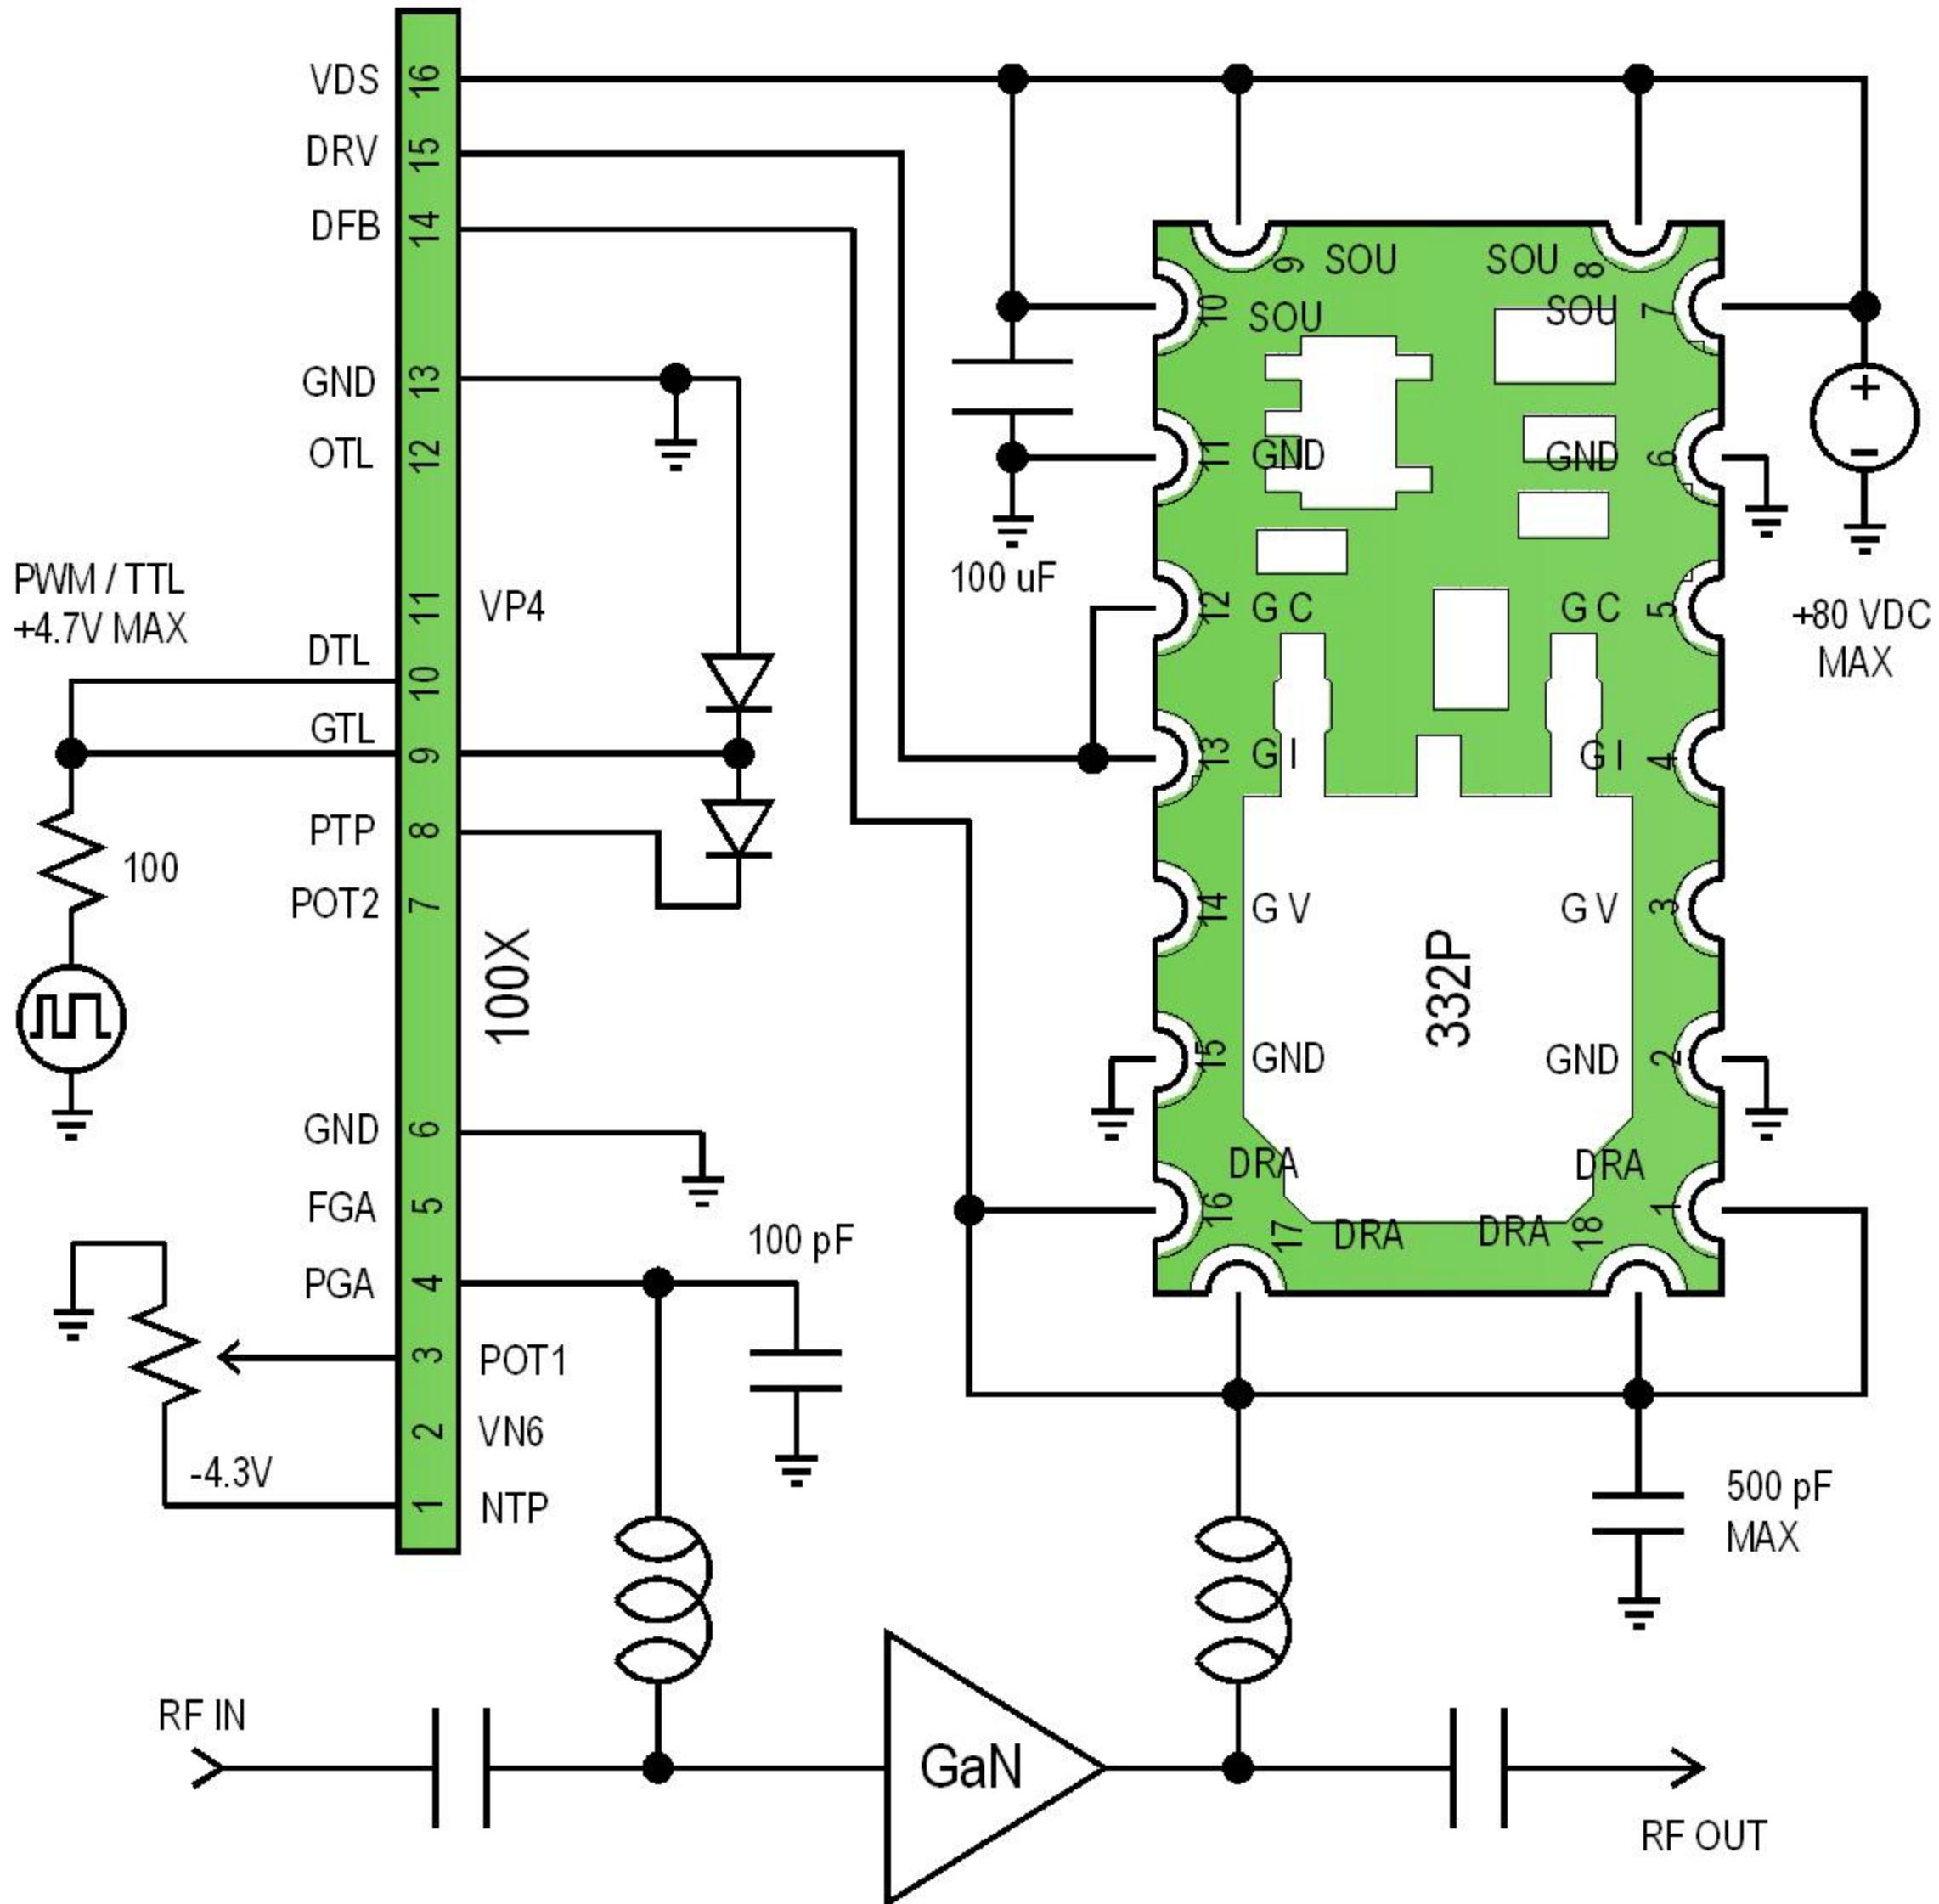 VDS 16
DRV 15
DFB 14
GND 13
OTL 12
11 VP4
PWM / TTL
+4.7V MAX
DTL 10
GTL 9
PTP 8
POT2 7
100
100X
GND 6
FGA 5
PGA 4
3 POT1
2 VN6
1 NTP
-4.3V
100 pF
100 uF
9 SOU SOU 8
10 SOU SOU 7
11 GND GND 6
12 G C G C 5
13 G I G I 4
14 G V G V 3
332P
15 GND GND 2
DRA DRA
16 1
17 DRA DRA 18
+
−
+80 VDC
MAX
500 pF
MAX
RF IN
GaN
RF OUT